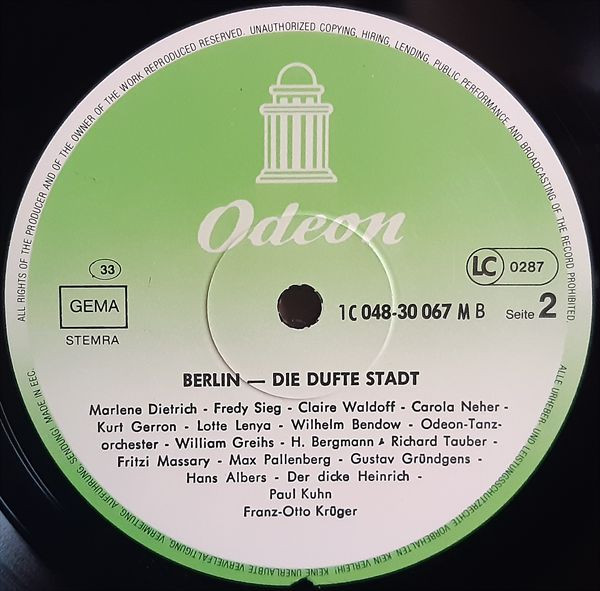 ALL RIGHTS OF THE PRODUCER AND OF THE OWNER OF THE WORK REPRODUCED RESERVED. UNAUTHORIZED COPYING, HIRING, LENDING, PUBLIC PERFORMANCE AND BROADCASTING OF THE RECORD PROHIBITED.
Odeon
33
GEMA
STEMRA
LC 0287
1C 048-30 067 M B Seite 2
BERLIN — DIE DUFTE STADT
Marlene Dietrich - Fredy Sieg - Claire Waldoff - Carola Neher -
Kurt Gerron - Lotte Lenya - Wilhelm Bendow - Odeon-Tanz-
orchester - William Greihs - H. Bergmann - Richard Tauber -
Fritzi Massary - Max Pallenberg - Gustav Gründgens -
Hans Albers - Der dicke Heinrich -
Paul Kuhn
Franz-Otto Krüger
ALLE URHEBER- UND LEISTUNGSSCHUTZRECHTE VORBEHALTEN. KEIN VERLEIH! KEINE UNERLAUBTE VERVIELFÄLTIGUNG, VERMIETUNG, AUFFÜHRUNG, SENDUNG! MADE IN EEC.